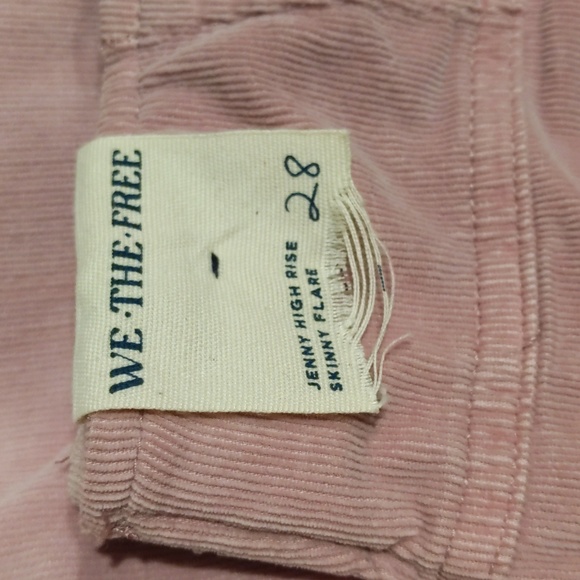 WE·THE·FREE
28
JENNY HIGH RISE
SKINNY FLARE